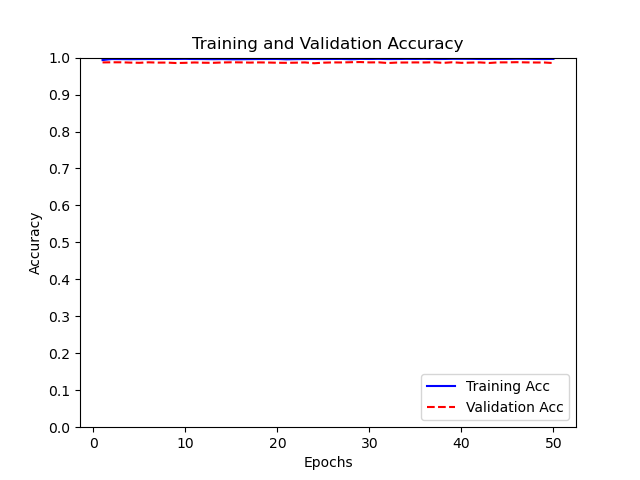 Training and Validation Accuracy
1.0
0.9
0.8
0.7
0.6
0.5
0.4
0.3
0.2
0.1
0.0
Accuracy
0 10 20 30 40 50
Epochs
Training Acc
Validation Acc